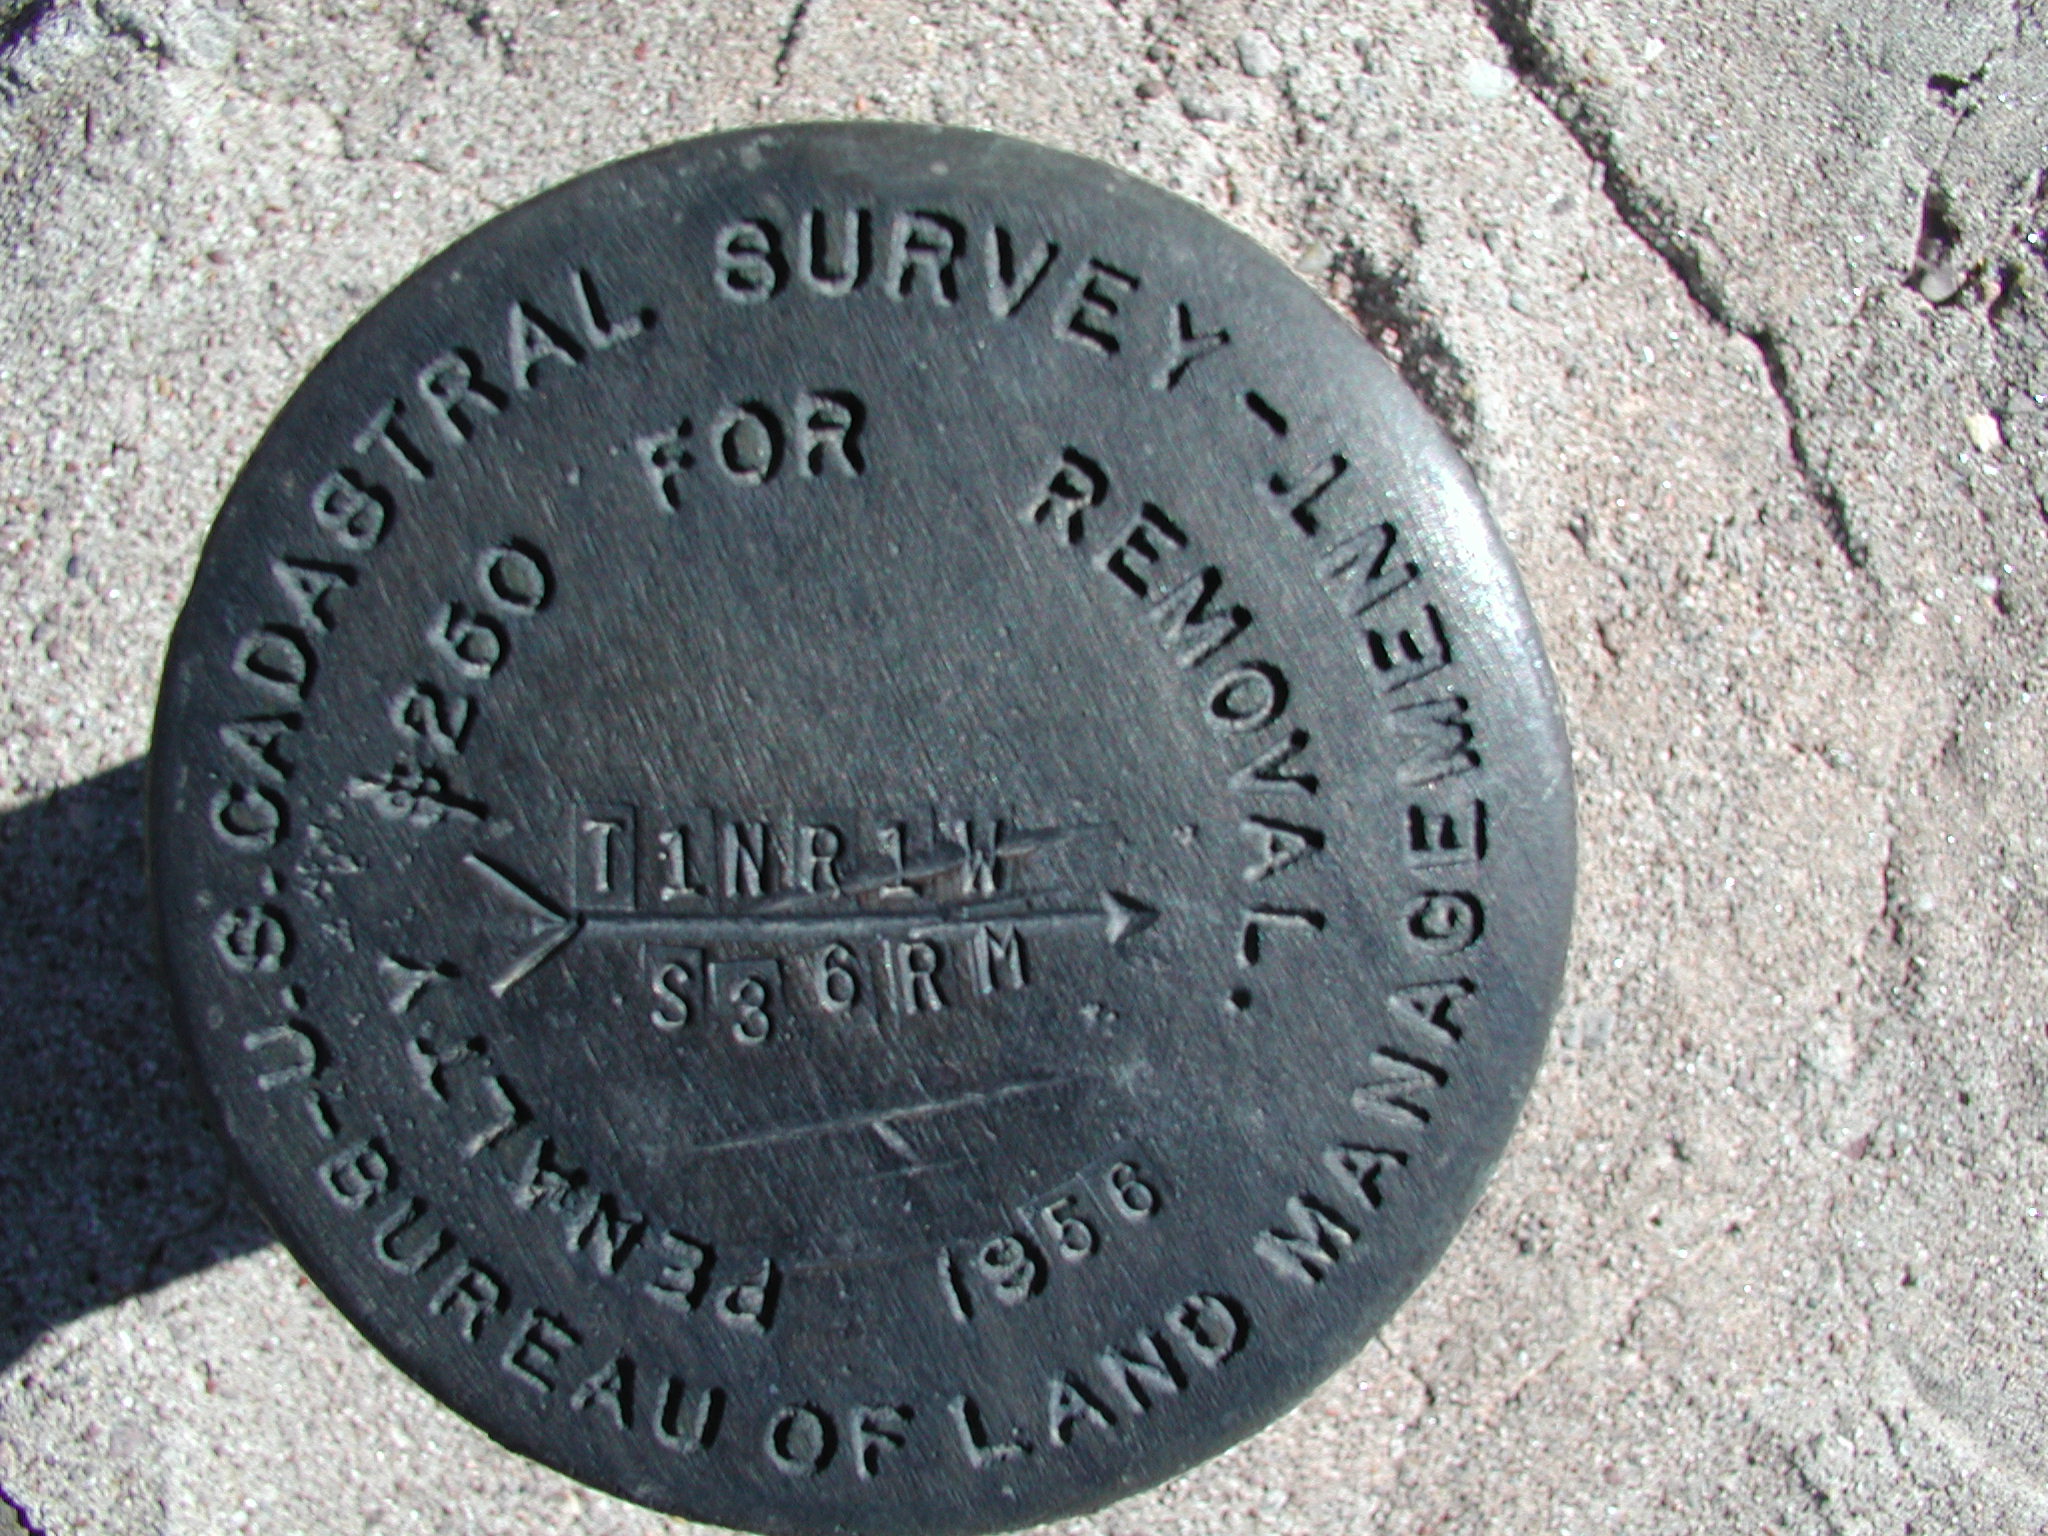 U.S. CADASTRAL SURVEY-
BUREAU OF LAND MANAGEMENT-
PENALTY $250 FOR REMOVAL.
T1NR1W
S36RM
1956